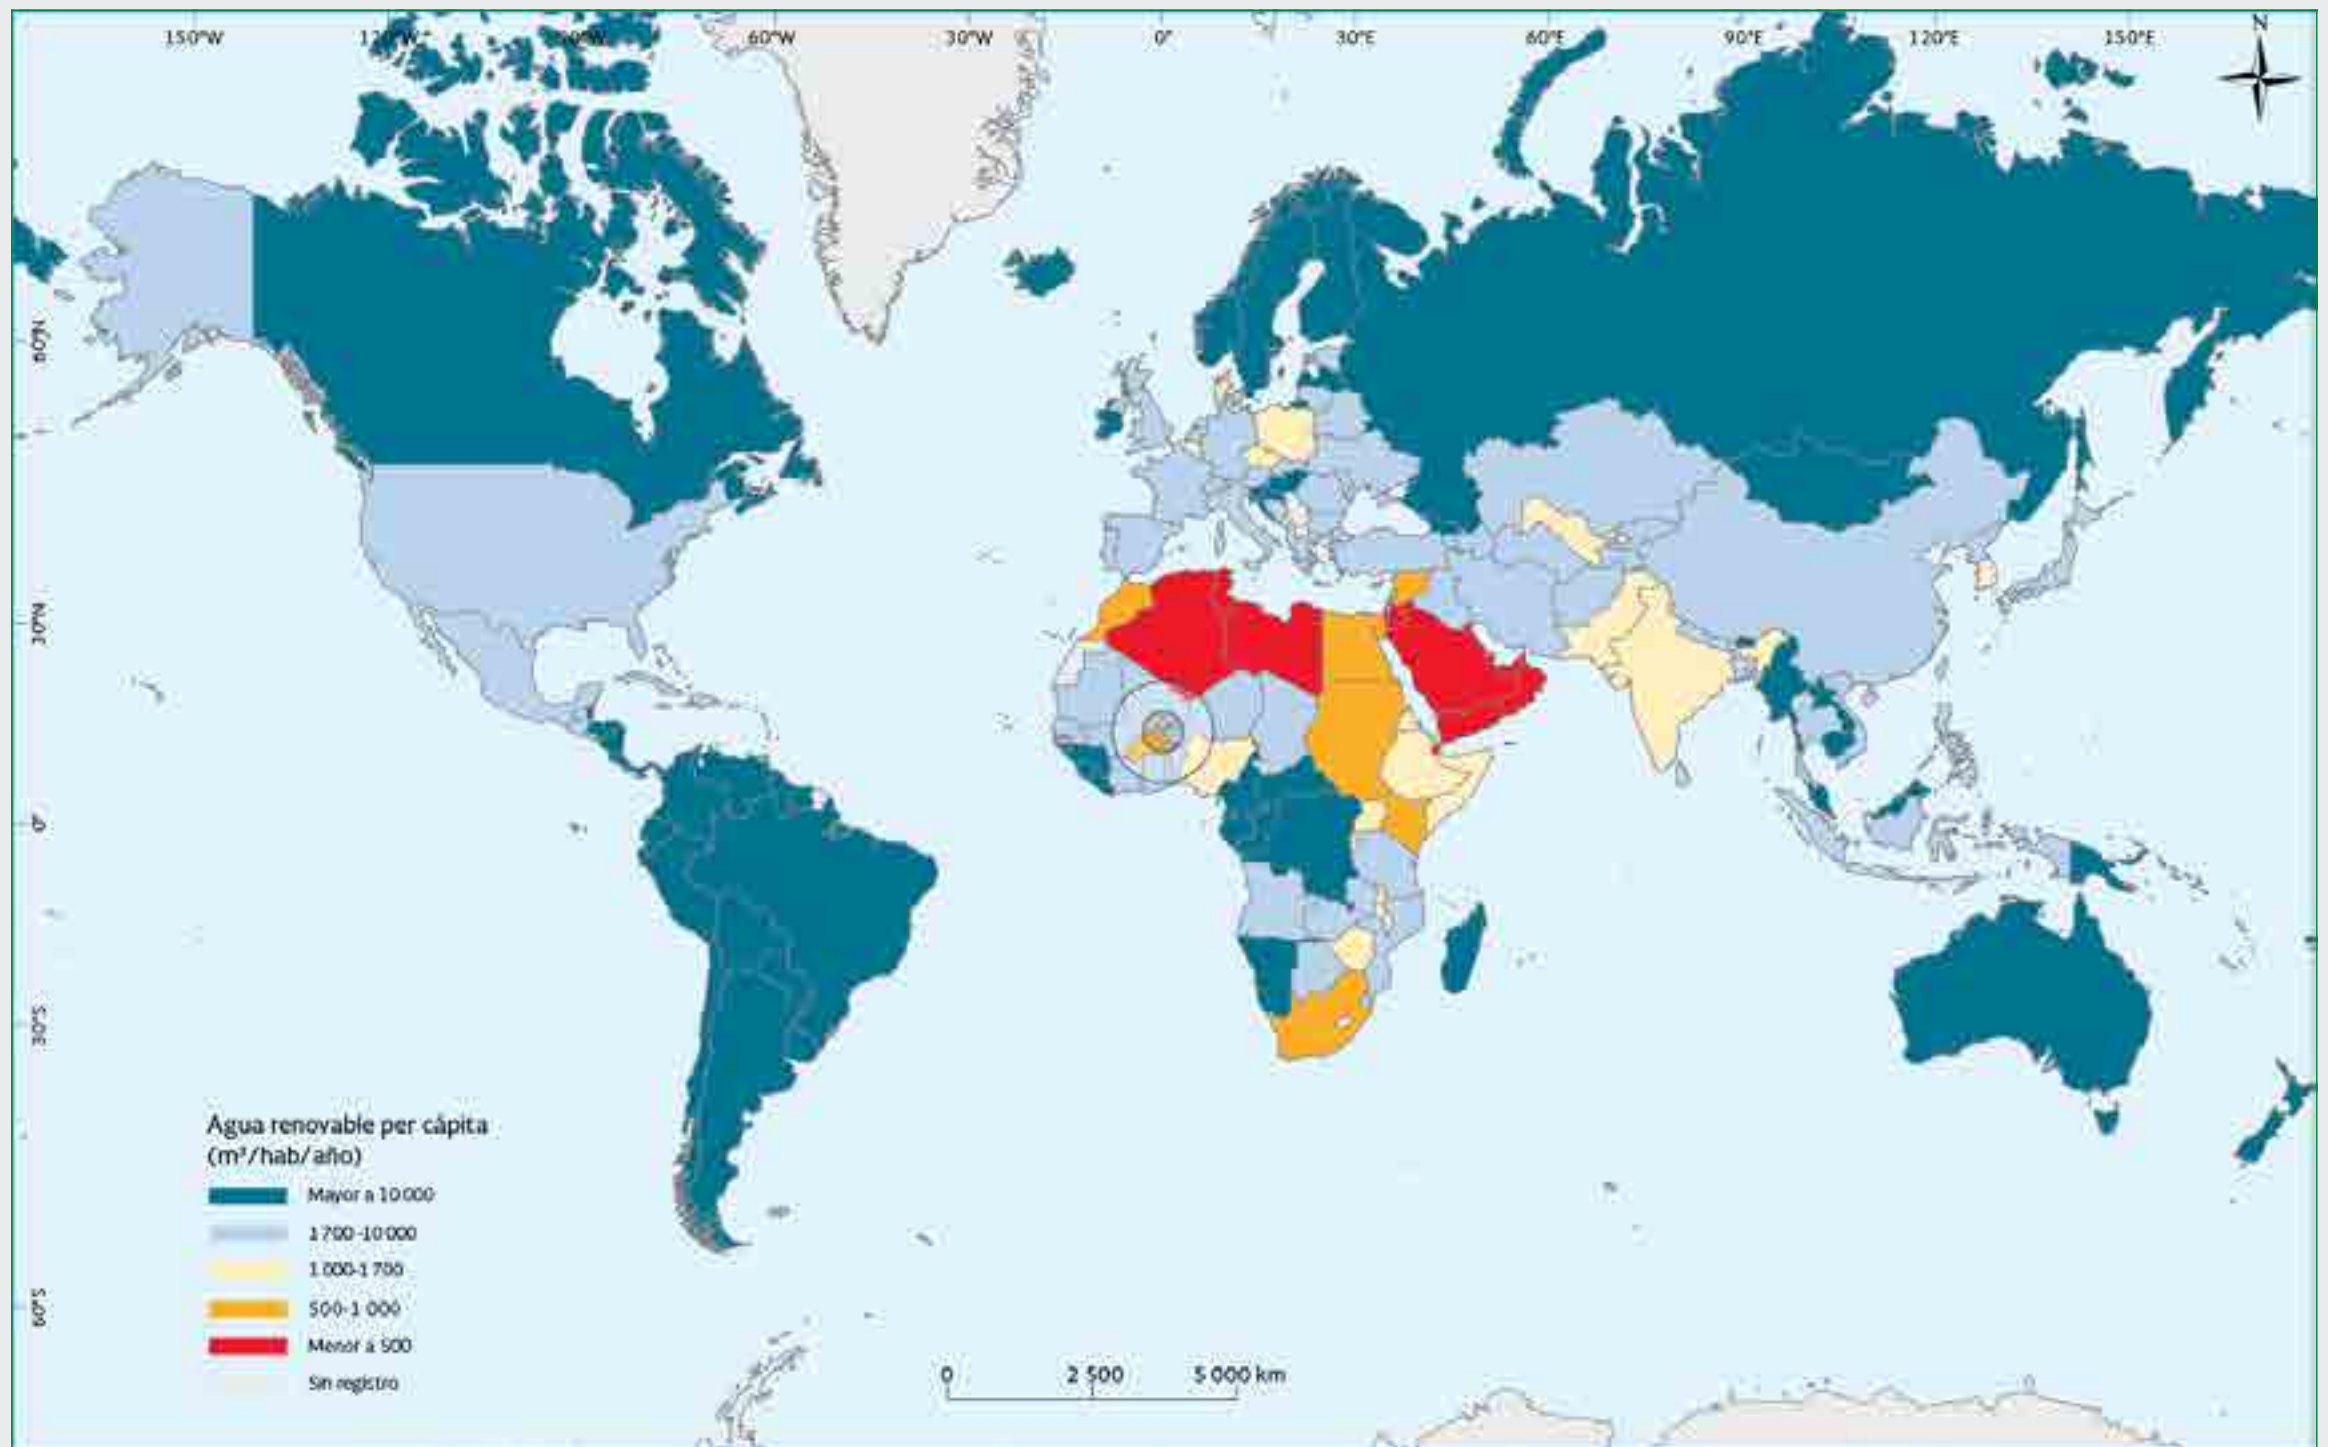 150°W
60°W
30°W
0°
30°E
60°E
90°E
120°E
150°E
N
60°N
30°N
0°
30°S
60°S
Agua renovable per cápita
(m³/hab/año)
Mayor a 10 000
1 700-10 000
1 000-1 700
500-1 000
Menor a 500
Sin registro
0 2 500 5 000 km